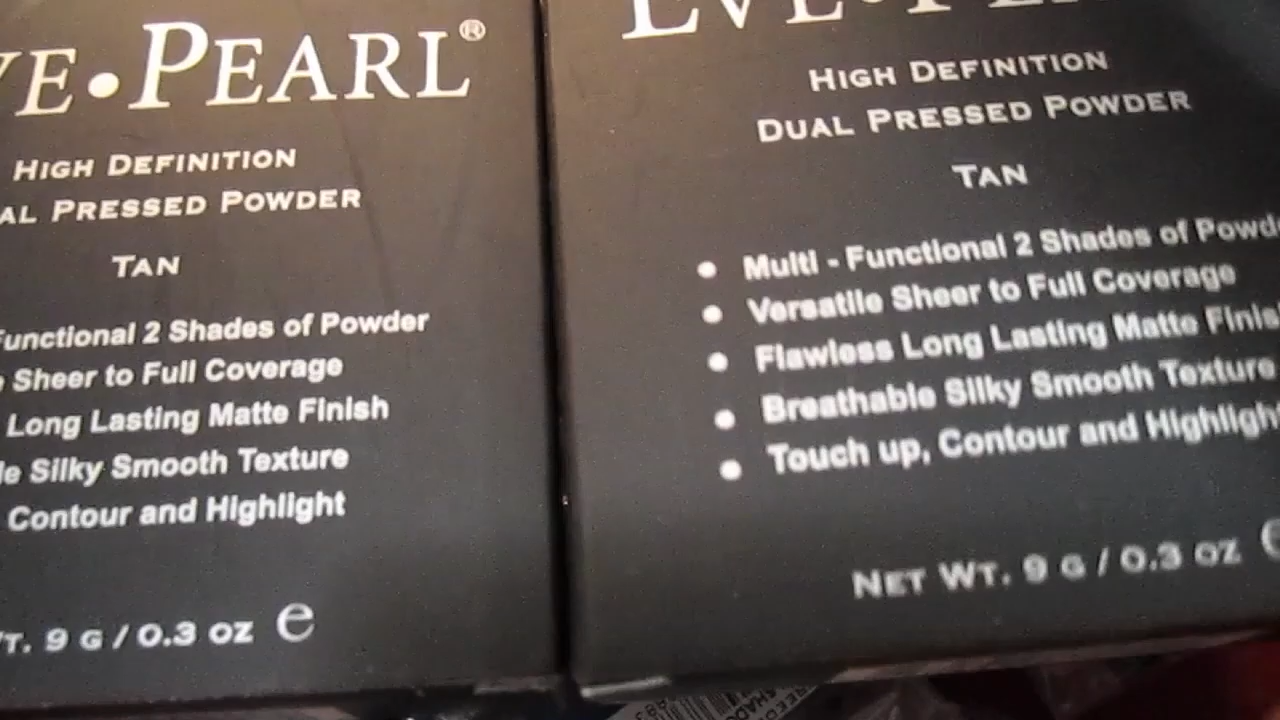 VE•PEARL®
HIGH DEFINITION
AL PRESSED POWDER
TAN
Functional 2 Shades of Powder
Sheer to Full Coverage
Long Lasting Matte Finish
le Silky Smooth Texture
Contour and Highlight
T. 9 G / 0.3 OZ e
HIGH DEFINITION
DUAL PRESSED POWDER
TAN
• Multi - Functional 2 Shades of Powd
• Versatile Sheer to Full Coverage
• Flawless Long Lasting Matte Finis
• Breathable Silky Smooth Texture
• Touch up, Contour and Highligh
NET WT. 9 G / 0.3 OZ e